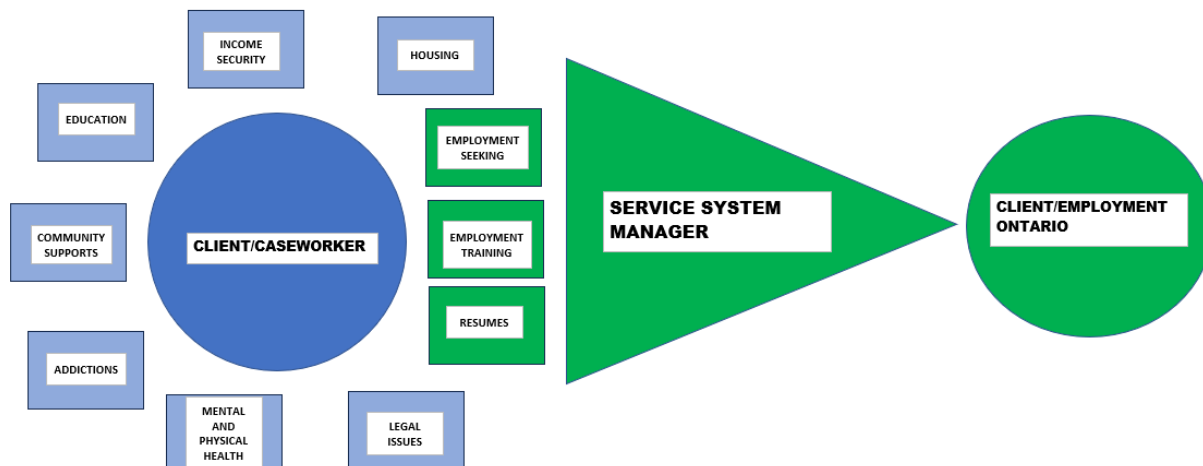 INCOME
SECURITY
HOUSING
EDUCATION
EMPLOYMENT
SEEKING
COMMUNITY
SUPPORTS
CLIENT/CASEWORKER
EMPLOYMENT
TRAINING
RESUMES
ADDICTIONS
MENTAL
AND
PHYSICAL
HEALTH
LEGAL
ISSUES
SERVICE SYSTEM
MANAGER
CLIENT/EMPLOYMENT
ONTARIO